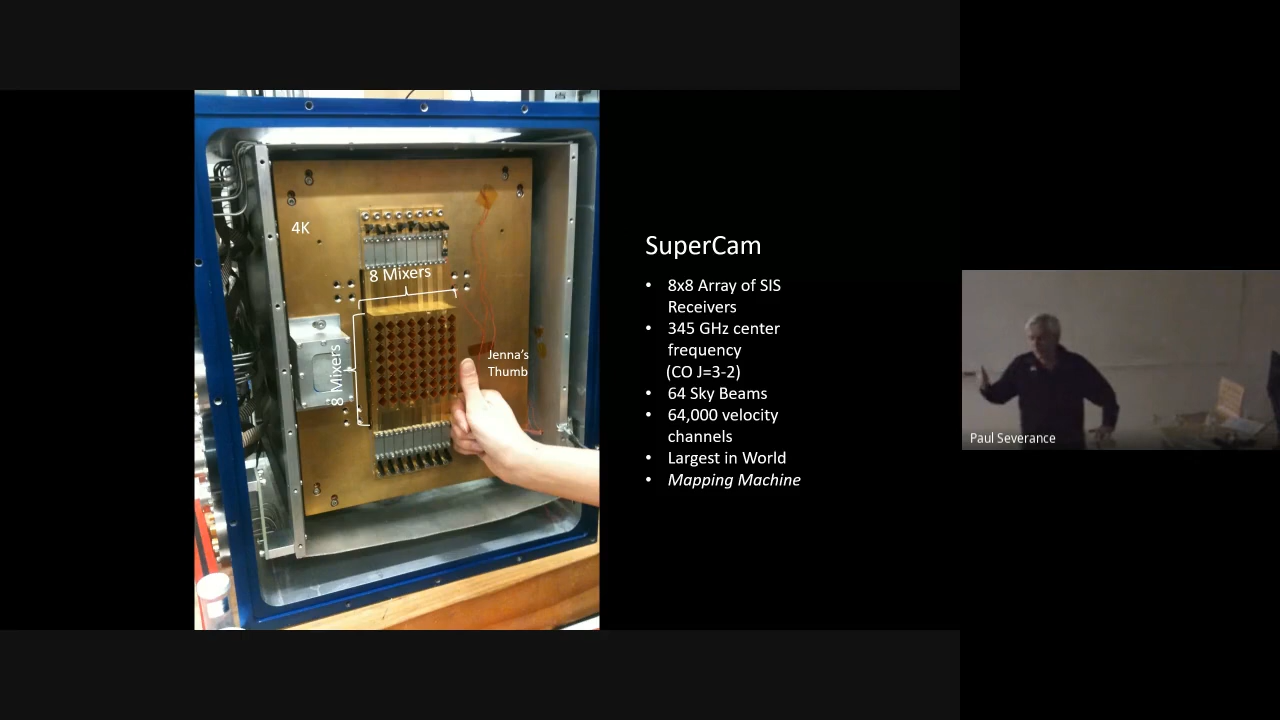 4K
8 Mixers
8 Mixers
Jenna's
Thumb
SuperCam
• 8x8 Array of SIS
Receivers
• 345 GHz center
frequency
(CO J=3-2)
• 64 Sky Beams
• 64,000 velocity
channels
• Largest in World
• Mapping Machine
Paul Severance